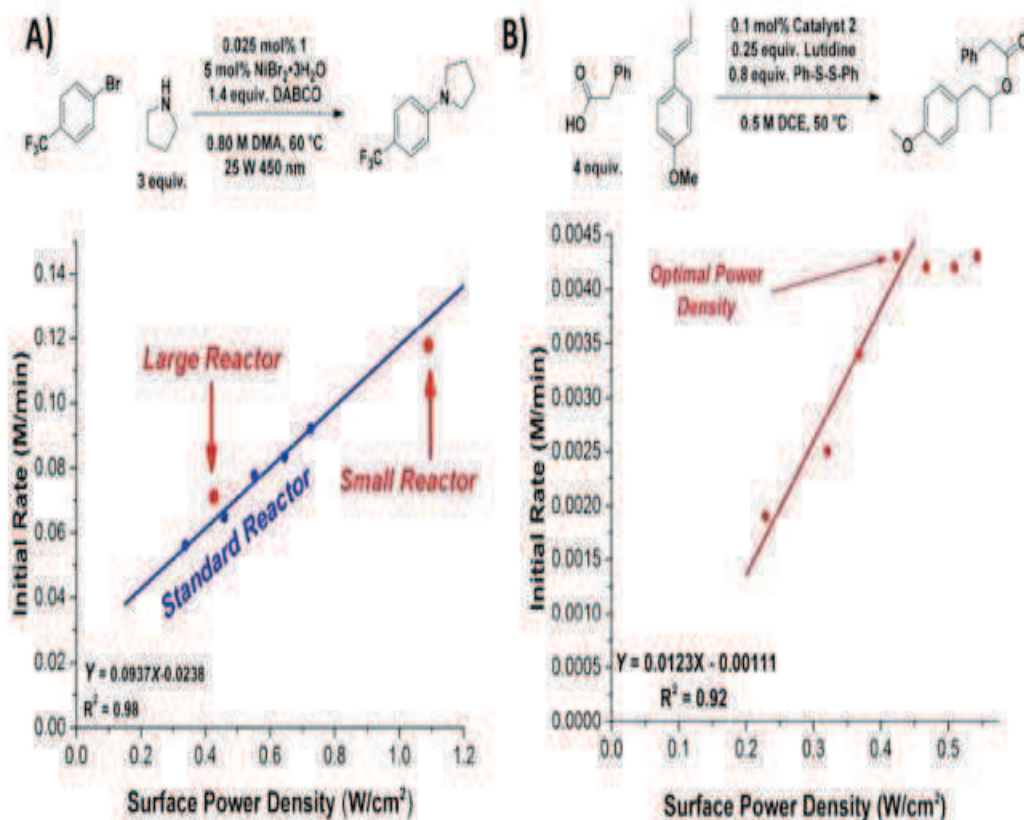 A)
0.025 mol% 1
5 mol% NiBr₂•3H₂O
1.4 equiv. DABCO
0.80 M DMA, 60 °C
25 W 450 nm
Br
F₃C
H
N
3 equiv.
N
F₃C
Initial Rate (M/min)
0.14
0.12
0.10
0.08
0.06
0.04
0.02
0.00
Large Reactor
Small Reactor
Standard Reactor
Y = 0.0937X-0.0238
R² = 0.98
0.0 0.2 0.4 0.6 0.8 1.0 1.2
Surface Power Density (W/cm²)
B)
0.1 mol% Catalyst 2
0.25 equiv. Lutidine
0.8 equiv. Ph-S-S-Ph
0.5 M DCE, 50 °C
O
Ph
HO
4 equiv.
OMe
Ph
O
O
O
Initial Rate (M/min)
0.0045
0.0040
0.0035
0.0030
0.0025
0.0020
0.0015
0.0010
0.0005
0.0000
Optimal Power
Density
Y = 0.0123X - 0.00111
R² = 0.92
0.0 0.1 0.2 0.3 0.4 0.5
Surface Power Density (W/cm²)